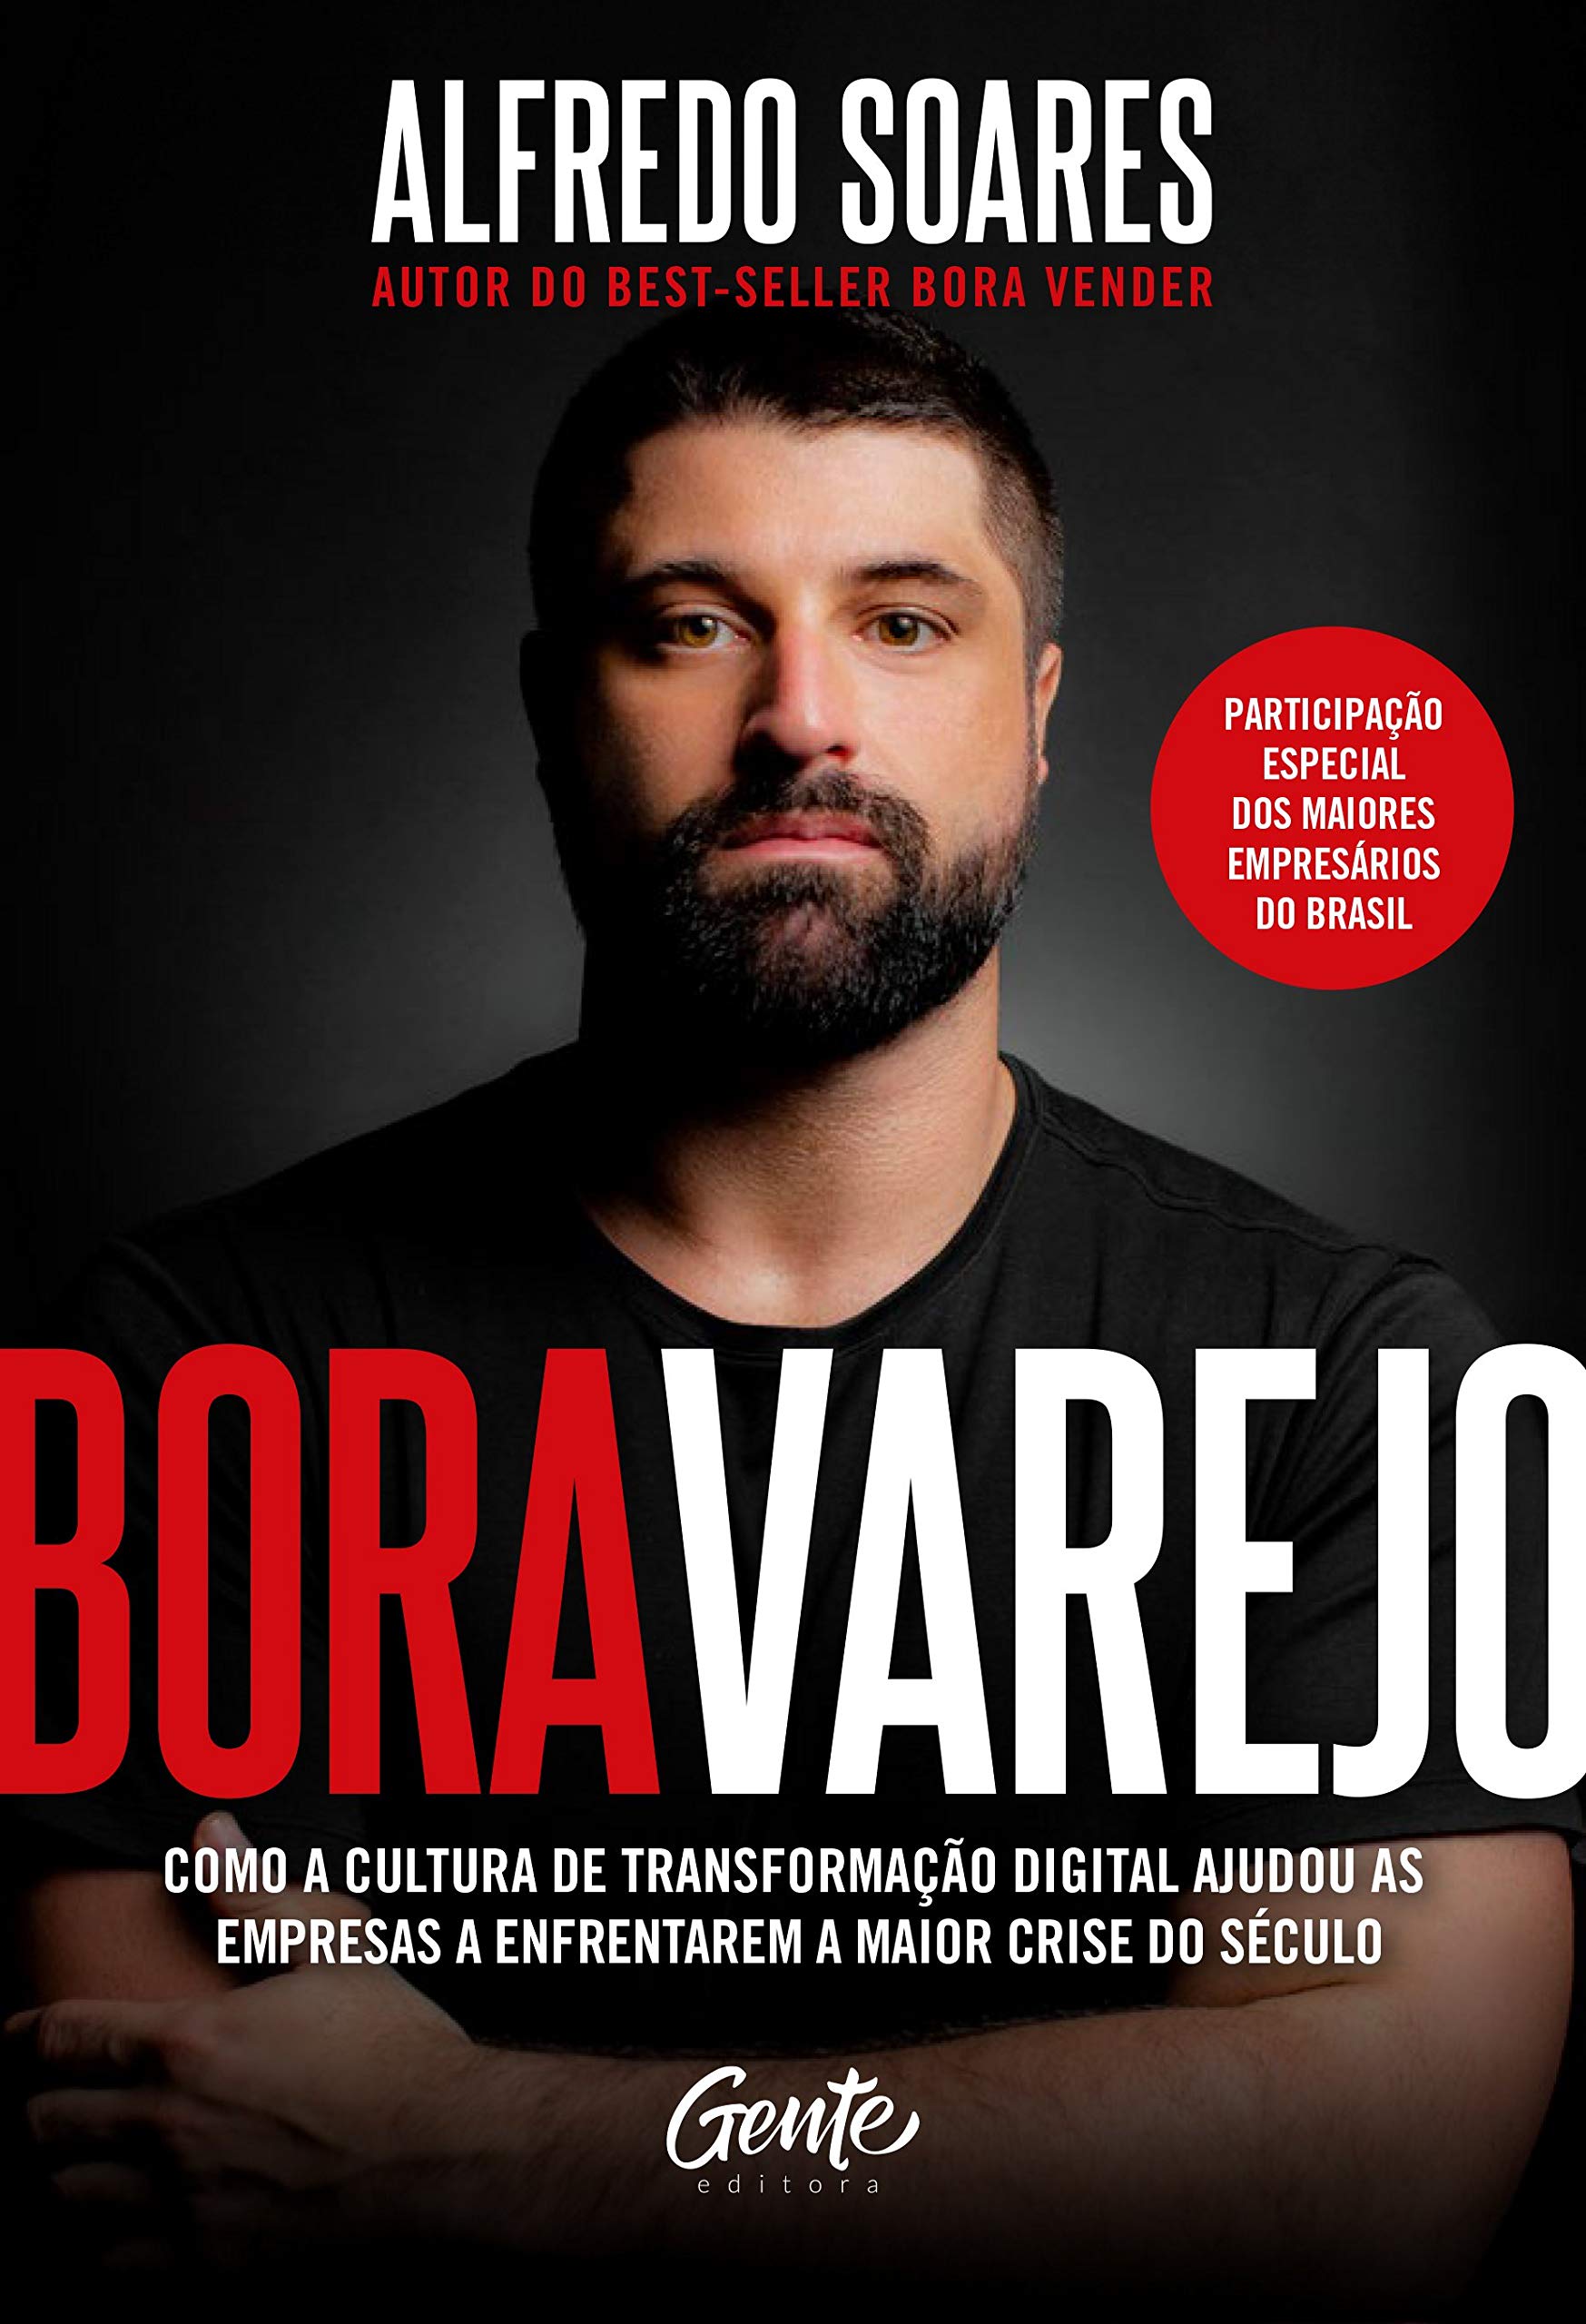 ALFREDO SOARES
AUTOR DO BEST-SELLER BORA VENDER
PARTICIPAÇÃO
ESPECIAL
DOS MAIORES
EMPRESÁRIOS
DO BRASIL
BORAVAREJO
COMO A CULTURA DE TRANSFORMAÇÃO DIGITAL AJUDOU AS
EMPRESAS A ENFRENTAREM A MAIOR CRISE DO SÉCULO
Gente
editora